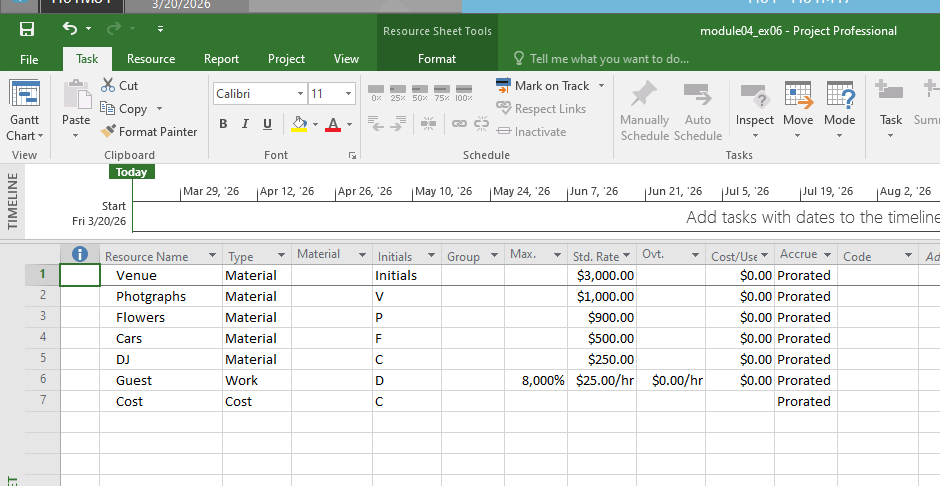 3/20/2026
Resource Sheet Tools
module04_ex06 - Project Professional
File Task Resource Report Project View Format Tell me what you want to do...
Gantt Chart
View
Paste
Cut
Copy
Format Painter
Clipboard
Calibri 11
B I U A
Font
0% 25% 50% 75% 100%
Mark on Track
Respect Links
Inactivate
Schedule
Manually Schedule
Auto Schedule
Inspect
Move
Mode
Tasks
Task
TIMELINE
Today
Mar 29, '26 Apr 12, '26 Apr 26, '26 May 10, '26 May 24, '26 Jun 7, '26 Jun 21, '26 Jul 5, '26 Jul 19, '26 Aug 2, '26
Start
Fri 3/20/26
Add tasks with dates to the timeline
Resource Name Type Material Initials Group Max. Std. Rate Ovt. Cost/Use Accrue Code
1 Venue Material Initials $3,000.00 $0.00 Prorated
2 Photgraphs Material V $1,000.00 $0.00 Prorated
3 Flowers Material P $900.00 $0.00 Prorated
4 Cars Material F $500.00 $0.00 Prorated
5 DJ Material C $250.00 $0.00 Prorated
6 Guest Work D 8,000% $25.00/hr $0.00/hr $0.00 Prorated
7 Cost Cost C Prorated